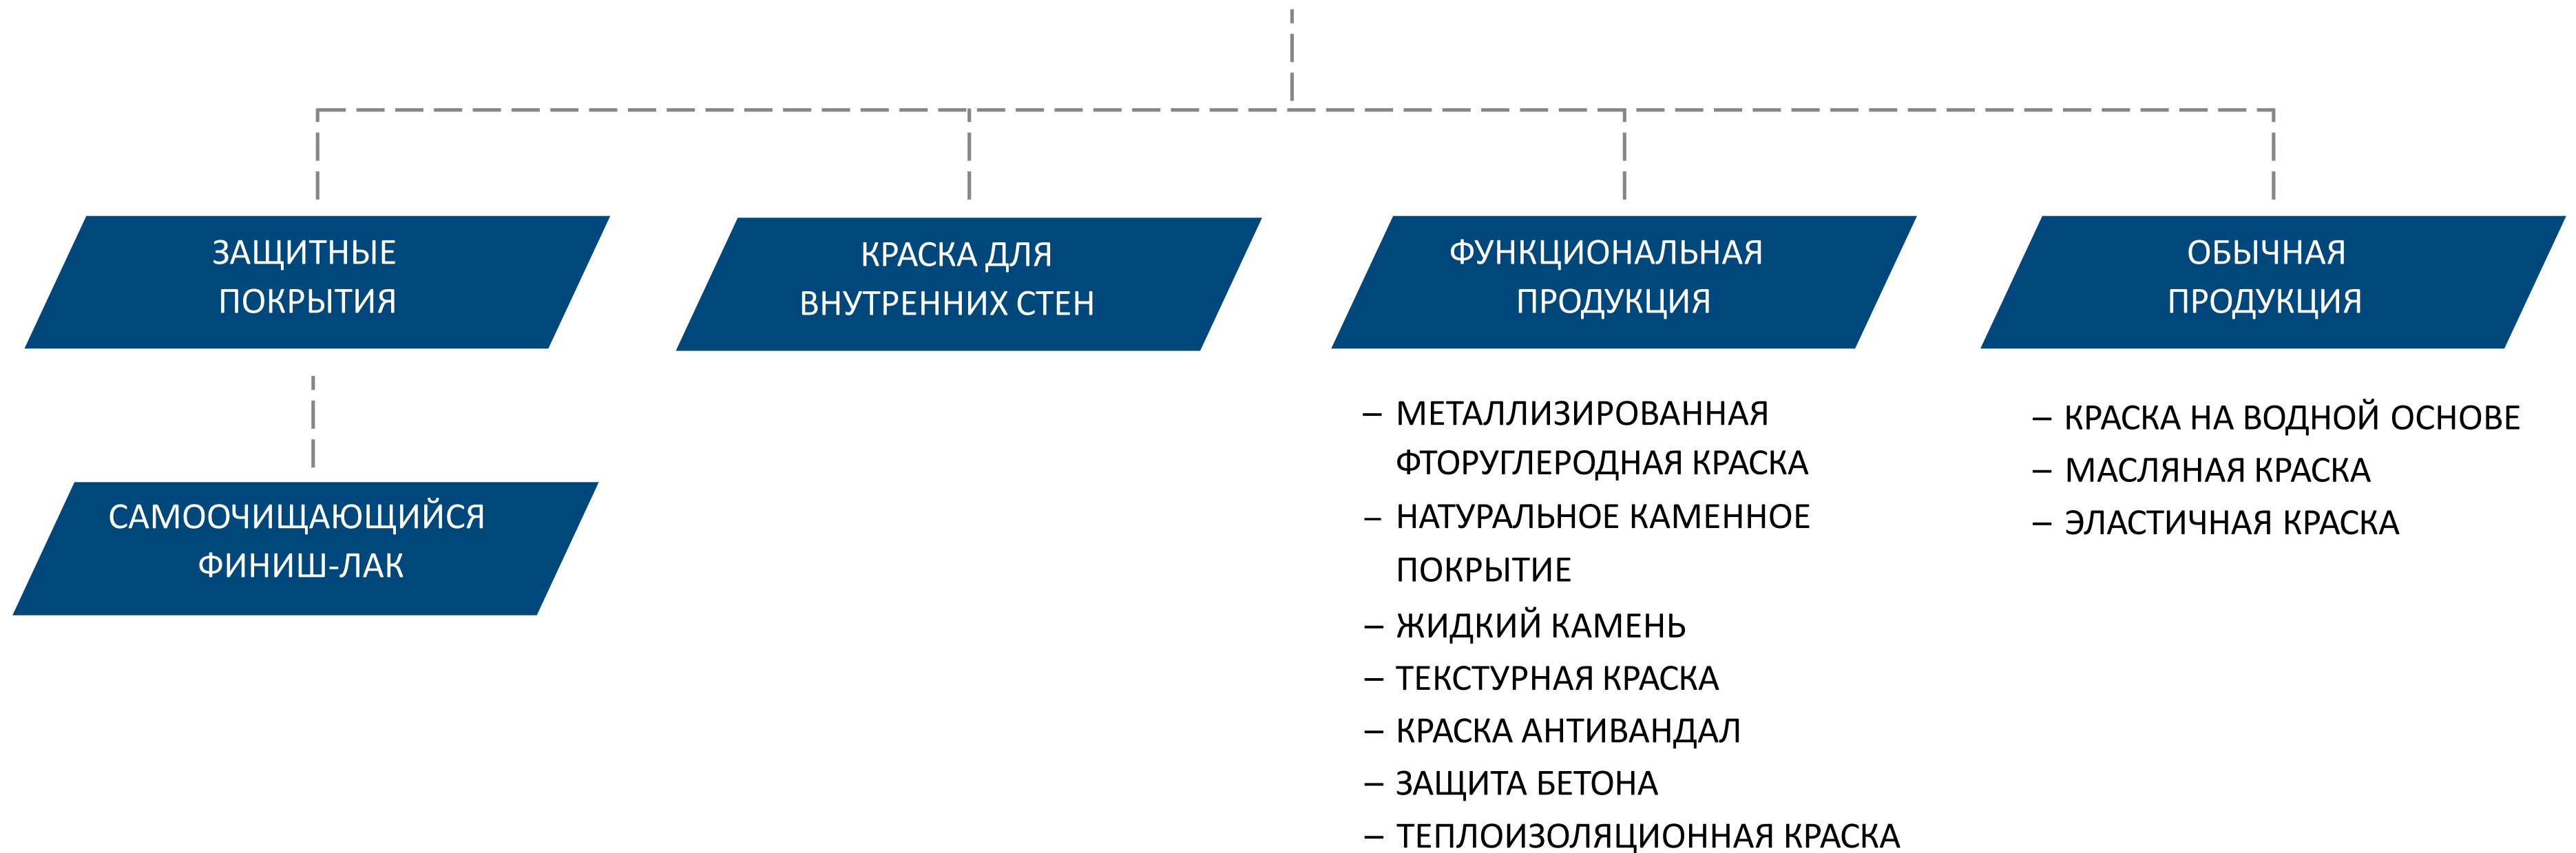 ЗАЩИТНЫЕ
ПОКРЫТИЯ
КРАСКА ДЛЯ
ВНУТРЕННИХ СТЕН
ФУНКЦИОНАЛЬНАЯ
ПРОДУКЦИЯ
ОБЫЧНАЯ
ПРОДУКЦИЯ
САМООЧИЩАЮЩИЙСЯ
ФИНИШ-ЛАК
– МЕТАЛЛИЗИРОВАННАЯ
ФТОРУГЛЕРОДНАЯ КРАСКА
– НАТУРАЛЬНОЕ КАМЕННОЕ
ПОКРЫТИЕ
– ЖИДКИЙ КАМЕНЬ
– ТЕКСТУРНАЯ КРАСКА
– КРАСКА АНТИВАНДАЛ
– ЗАЩИТА БЕТОНА
– ТЕПЛОИЗОЛЯЦИОННАЯ КРАСКА
– КРАСКА НА ВОДНОЙ ОСНОВЕ
– МАСЛЯНАЯ КРАСКА
– ЭЛАСТИЧНАЯ КРАСКА